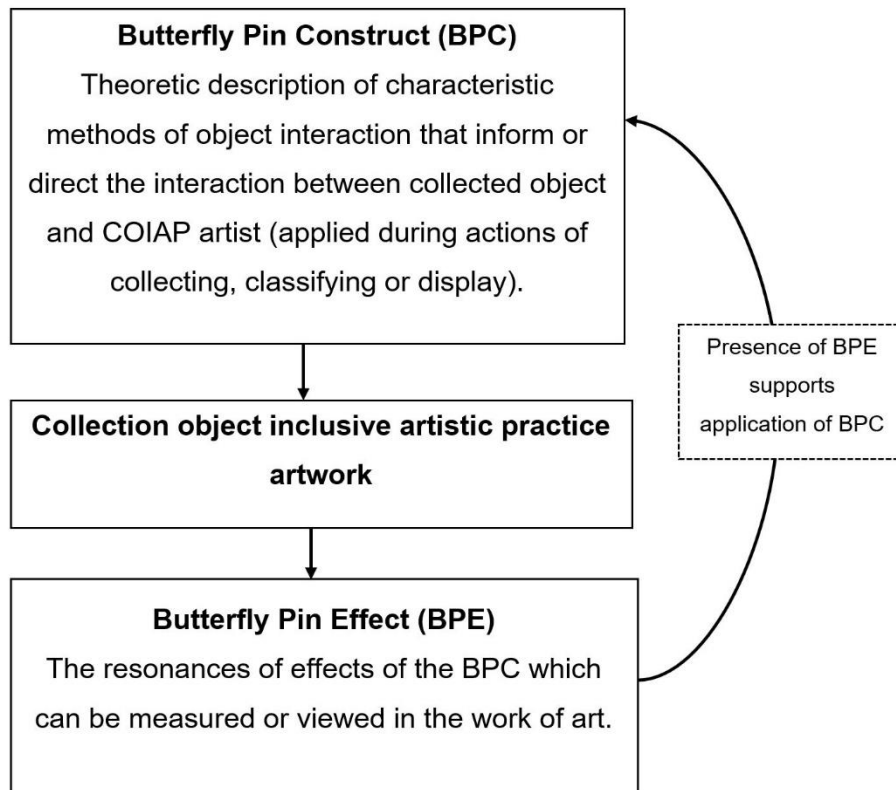 Butterfly Pin Construct (BPC)
Theoretic description of characteristic
methods of object interaction that inform or
direct the interaction between collected object
and COIAP artist (applied during actions of
collecting, classifying or display).
Presence of BPE
supports
application of BPC
Collection object inclusive artistic practice
artwork
Butterfly Pin Effect (BPE)
The resonances of effects of the BPC which
can be measured or viewed in the work of art.